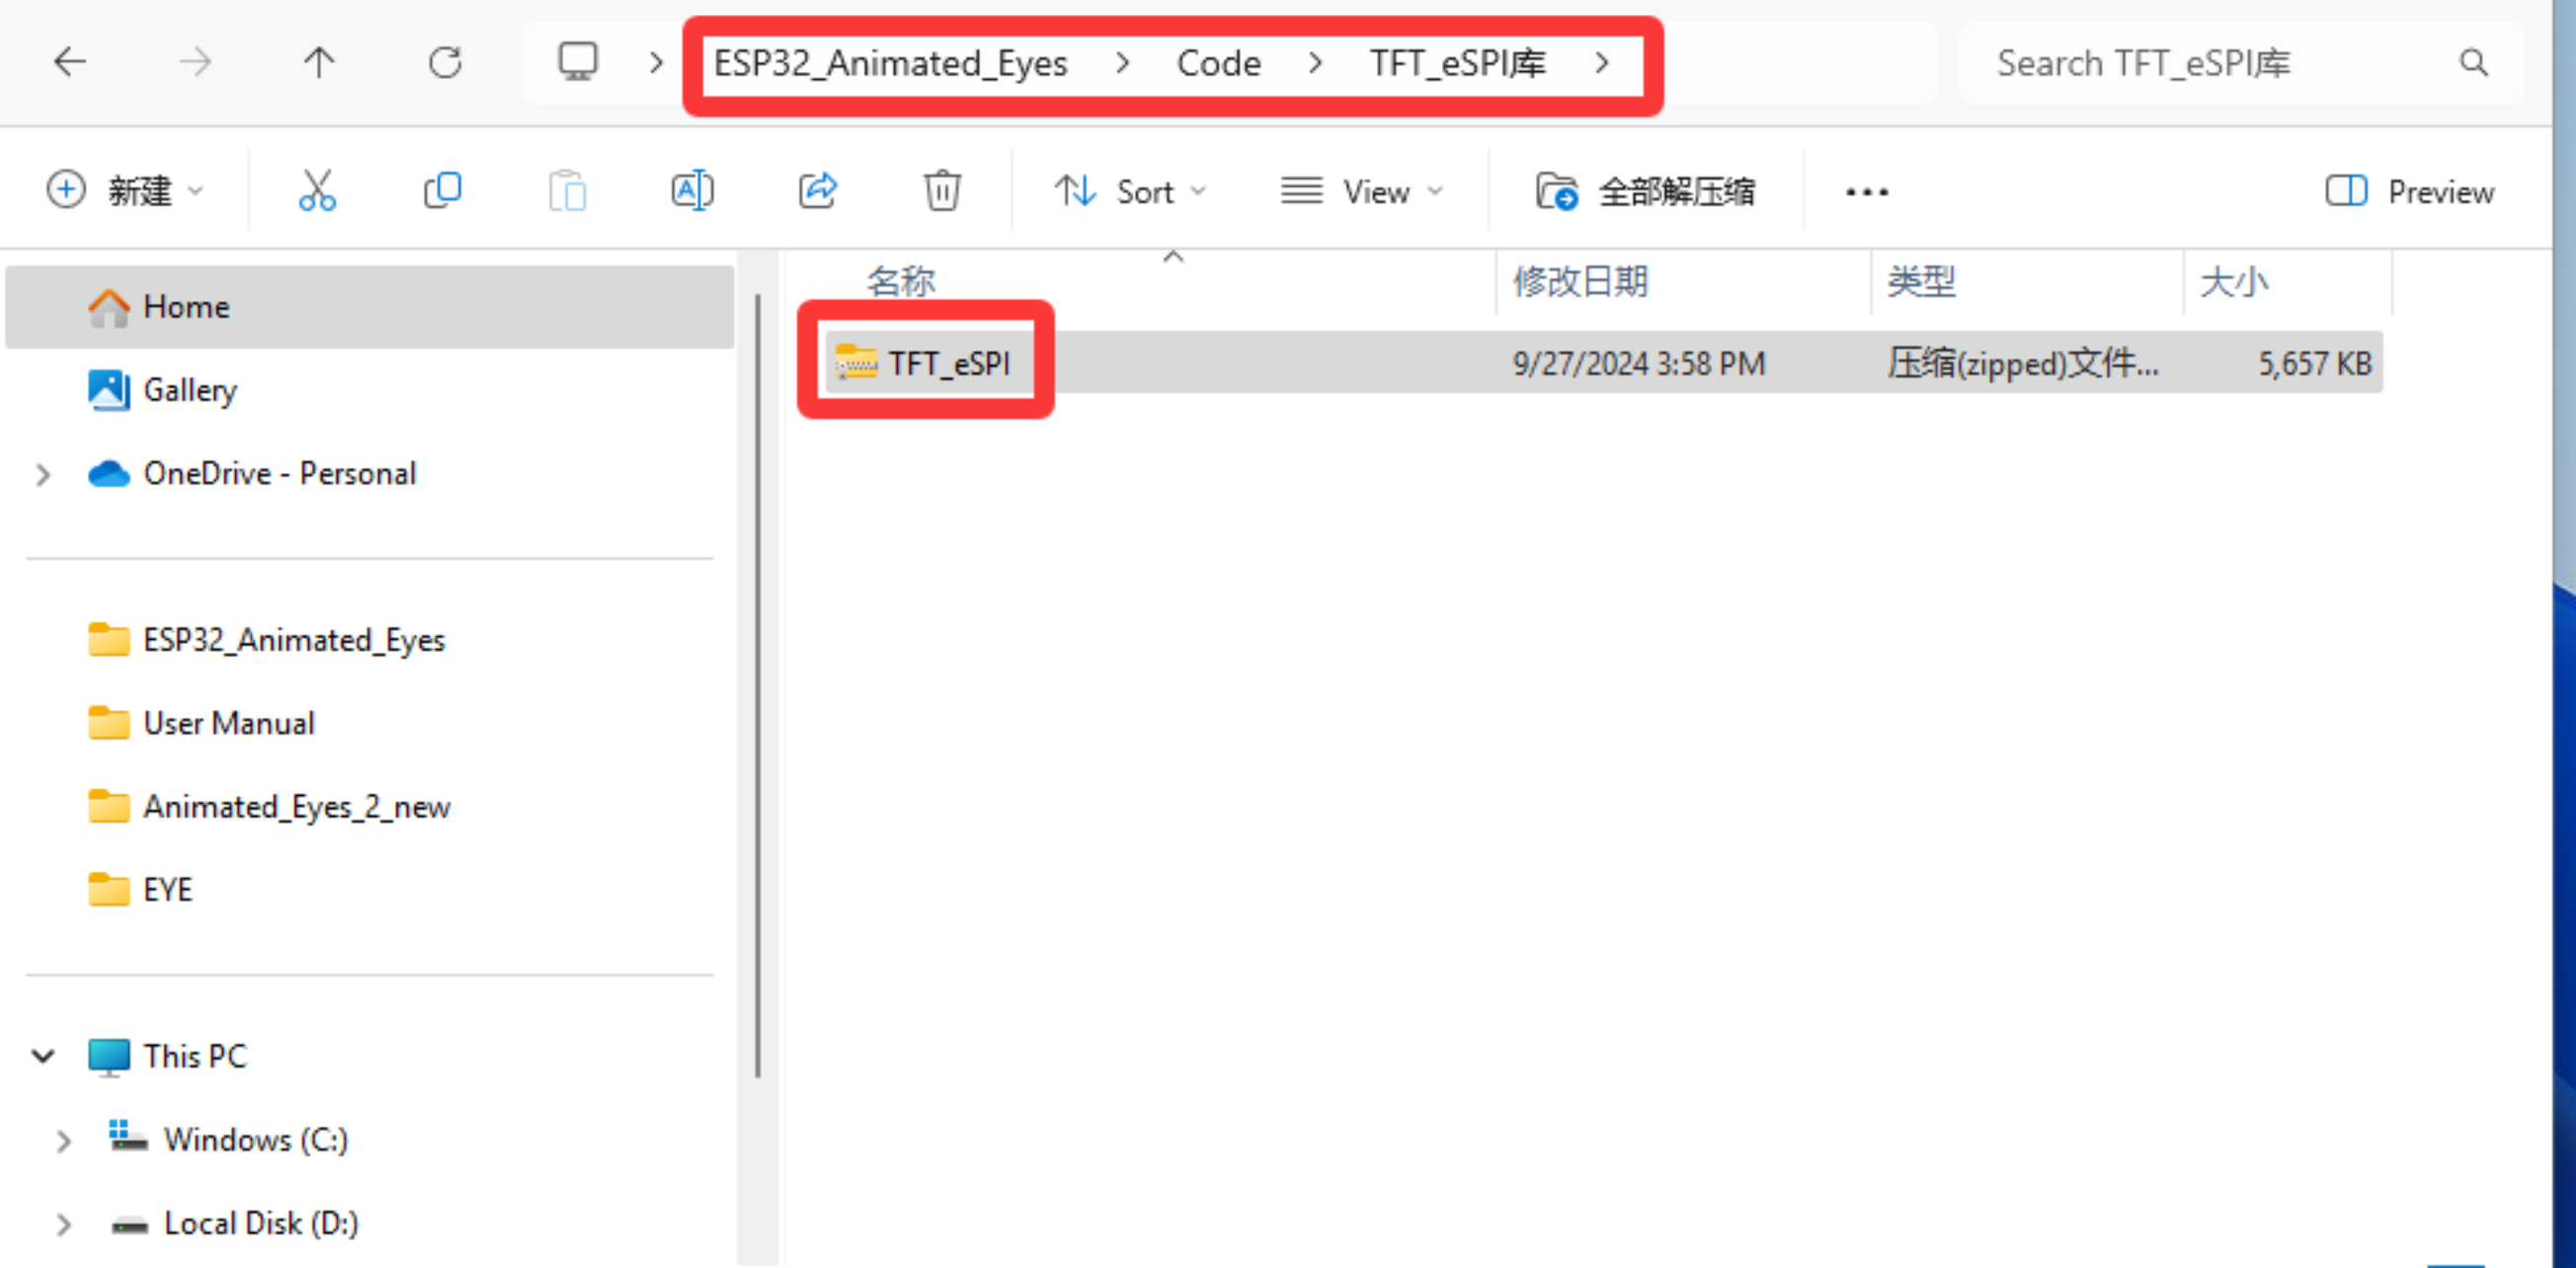 ESP32_Animated_Eyes > Code > TFT_eSPI库 >
Search TFT_eSPI库
新建
Sort
View
全部解压缩
Preview
名称 修改日期 类型 大小
TFT_eSPI 9/27/2024 3:58 PM 压缩(zipped)文件... 5,657 KB
Home
Gallery
OneDrive - Personal
ESP32_Animated_Eyes
User Manual
Animated_Eyes_2_new
EYE
This PC
Windows (C:)
Local Disk (D:)